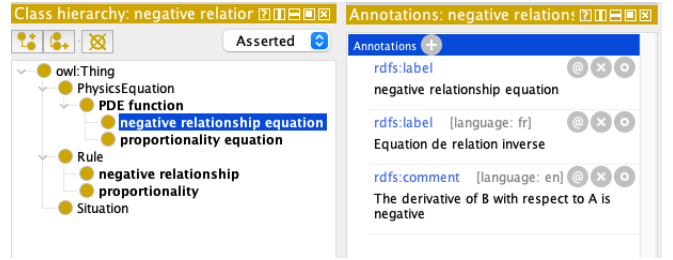 Class hierarchy: negative relatior
Asserted
owl:Thing
PhysicsEquation
PDE function
negative relationship equation
proportionality equation
Rule
negative relationship
proportionality
Situation
Annotations: negative relations
Annotations
rdfs:label
negative relationship equation
rdfs:label [language: fr]
Equation de relation inverse
rdfs:comment [language: en]
The derivative of B with respect to A is
negative